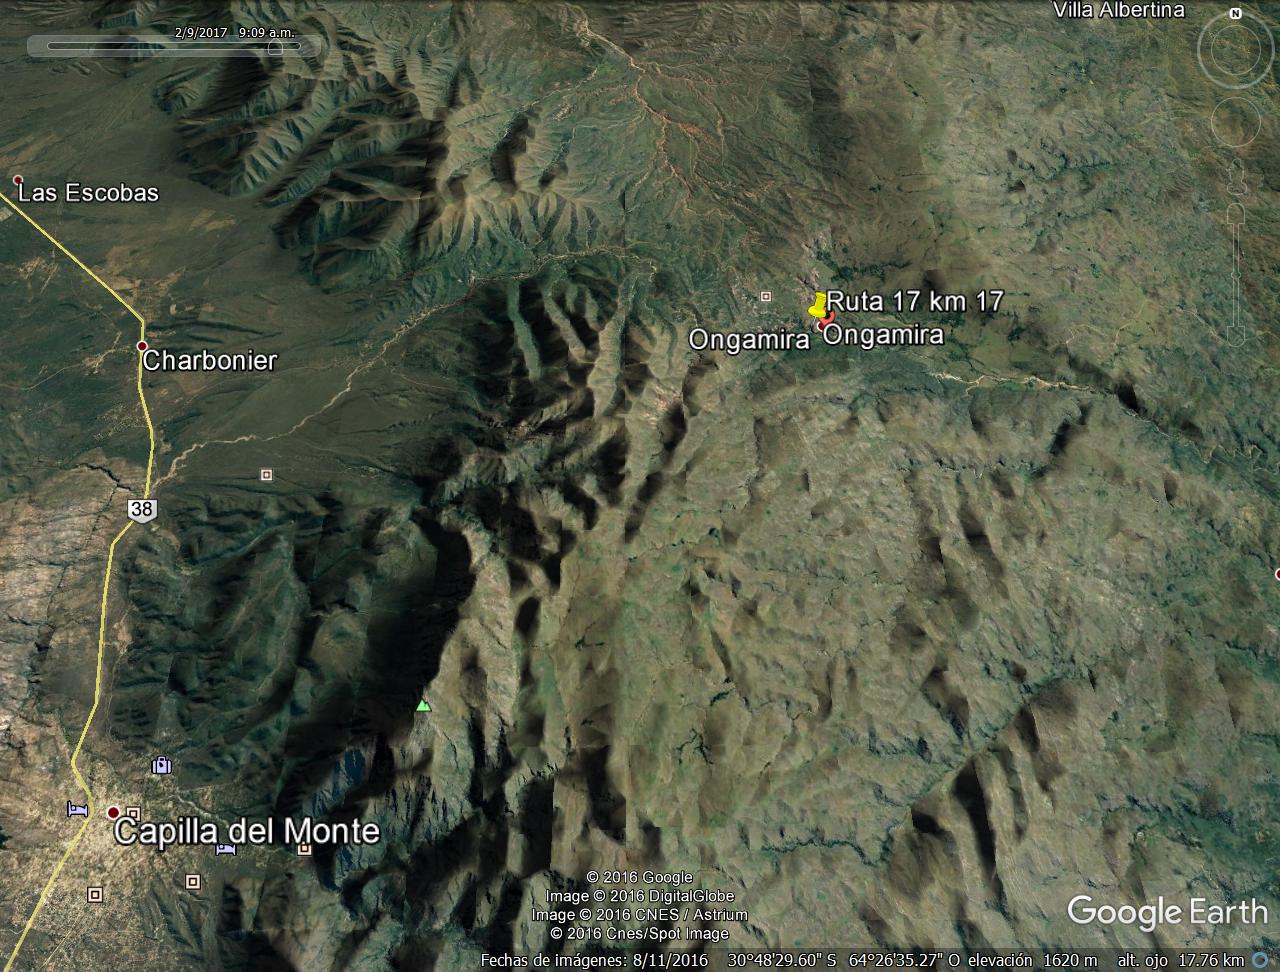 Villa Albertina
N
2/9/2017 9:09 a.m.
Las Escobas
Ruta 17 km 17
Ongamira
Ongamira
Charbonier
38
Capilla del Monte
© 2016 Google
Image © 2016 DigitalGlobe
Image © 2016 CNES / Astrium
© 2016 Cnes/Spot Image
Google Earth
Fechas de imágenes: 8/11/2016 30°48'29.60" S 64°26'35.27" O elevación 1620 m alt. ojo 17.76 km